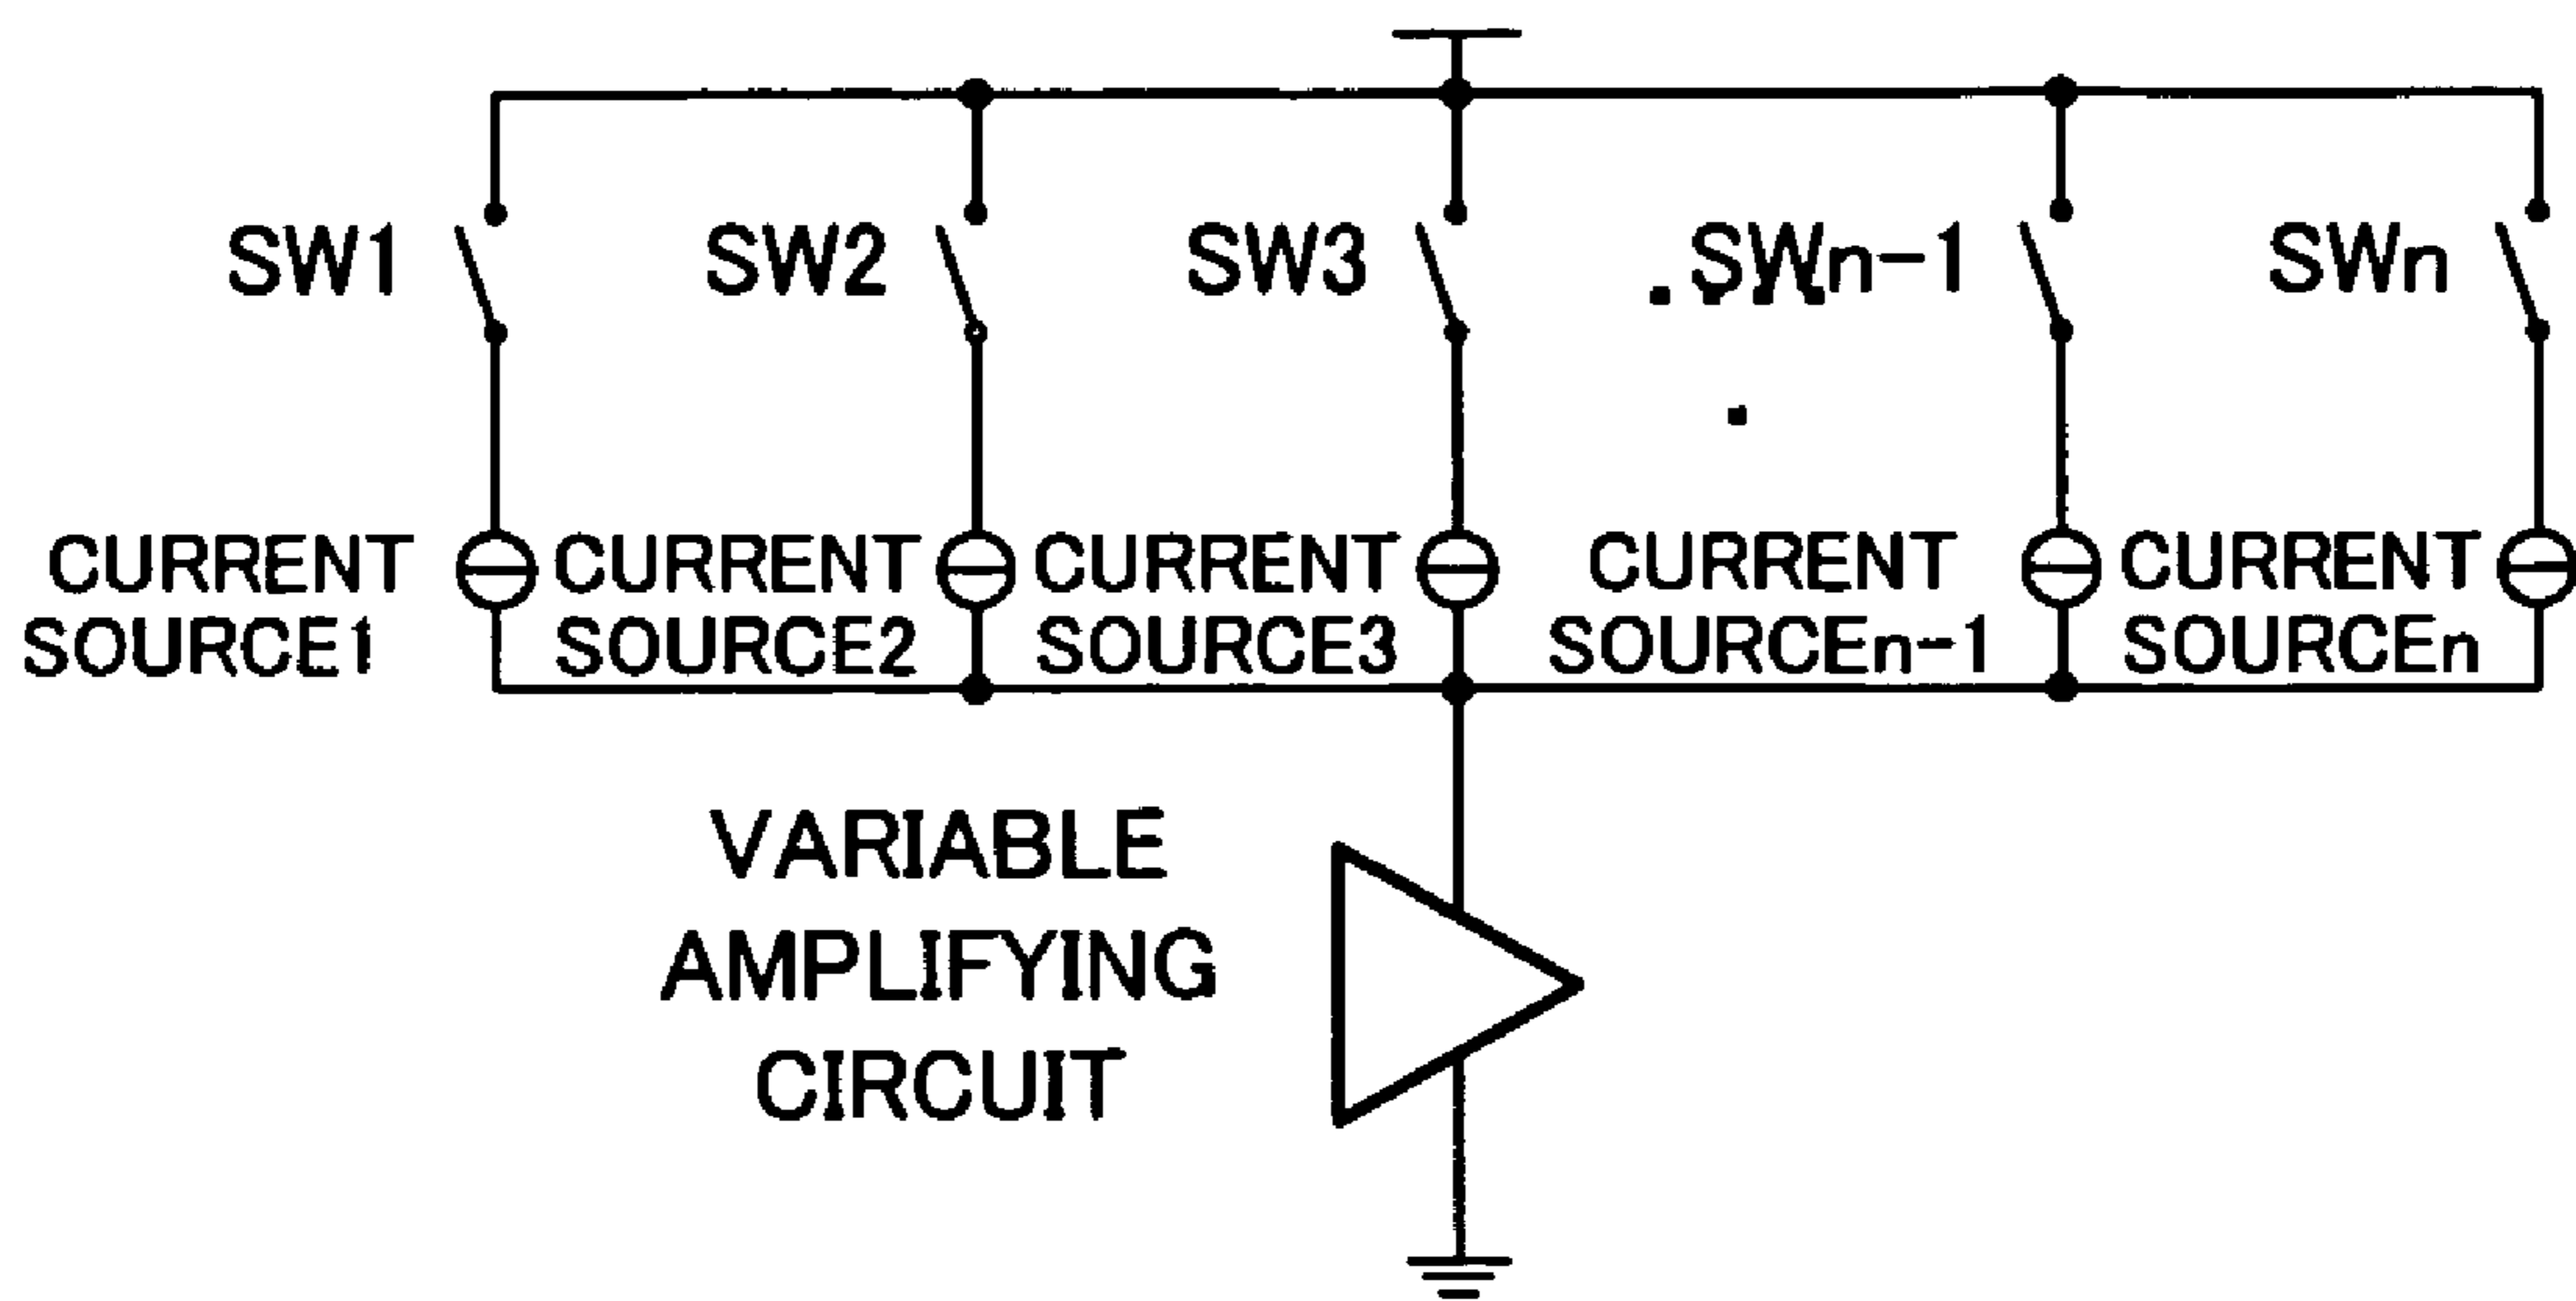 SW1
SW2
SW3
SWn-1
SWn
CURRENT
SOURCE1
CURRENT
SOURCE2
CURRENT
SOURCE3
CURRENT
SOURCEn-1
CURRENT
SOURCEn
VARIABLE
AMPLIFYING
CIRCUIT